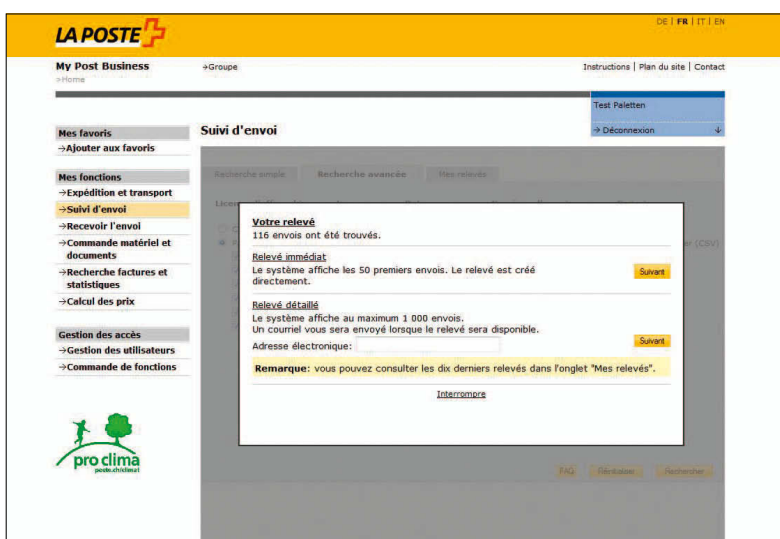 DE | FR | IT | EN
LA POSTE
My Post Business
→Groupe
Instructions | Plan du site | Contact
→Home
Test Paletten
→ Déconnexion
Mes favoris
Suivi d'envoi
→Ajouter aux favoris
Recherche simple
Recherche avancée
Mes relevés
Mes fonctions
→Expédition et transport
→Suivi d'envoi
→Recevoir l'envoi
→Commande matériel et
documents
→Recherche factures et
statistiques
→Calcul des prix
Gestion des accès
→Gestion des utilisateurs
→Commande de fonctions
(CSV)
Votre relevé
116 envois ont été trouvés.
Relevé immédiat
Le système affiche les 50 premiers envois. Le relevé est créé
directement.
Suivant
Relevé détaillé
Le système affiche au maximum 1 000 envois.
Un courriel vous sera envoyé lorsque le relevé sera disponible.
Adresse électronique:
Suivant
Remarque: vous pouvez consulter les dix derniers relevés dans l'onglet "Mes relevés".
Interrompre
pro clima
poste.ch/climat
FAQ
Réinitialiser
Rechercher